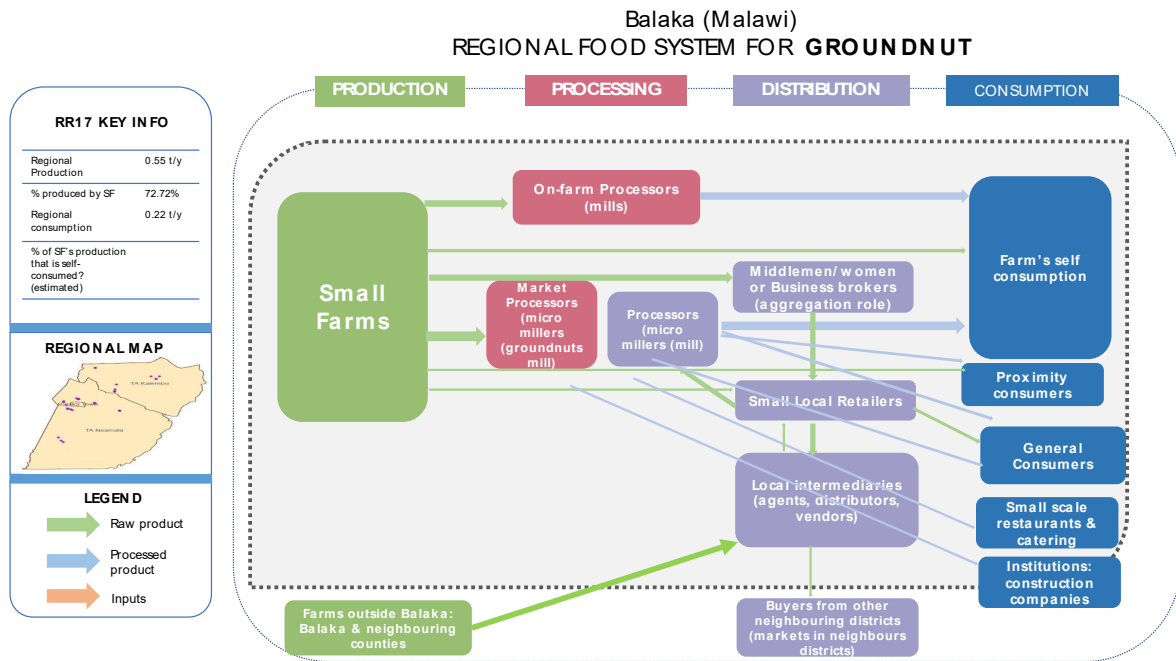 Balaka (Malawi)
REGIONAL FOOD SYSTEM FOR GROUNDNUT
PRODUCTION
PROCESSING
DISTRIBUTION
CONSUMPTION
RR17 KEY INFO
Regional
Production
0.55 t/y
% produced by SF
72.72%
Regional
consumption
0.22 t/y
% of SF's production
that is self-
consumed?
(estimated)
REGIONAL MAP
TA Kalembo
TA Nsamala
LEGEND
Raw product
Processed
product
Inputs
Small
Farms
On-farm Processors
(mills)
Market
Processors
(micro
millers
(groundnuts
mill)
Processors
(micro
millers (mill)
Middlemen/ women
or Business brokers
(aggregation role)
Small Local Retailers
Local intermediaries
(agents, distributors,
vendors)
Farm's self
consumption
Proximity
consumers
General
Consumers
Small scale
restaurants &
catering
Institutions:
construction
companies
Farms outside Balaka:
Balaka & neighbouring
counties
Buyers from other
neighbouring districts
(markets in neighbours
districts)